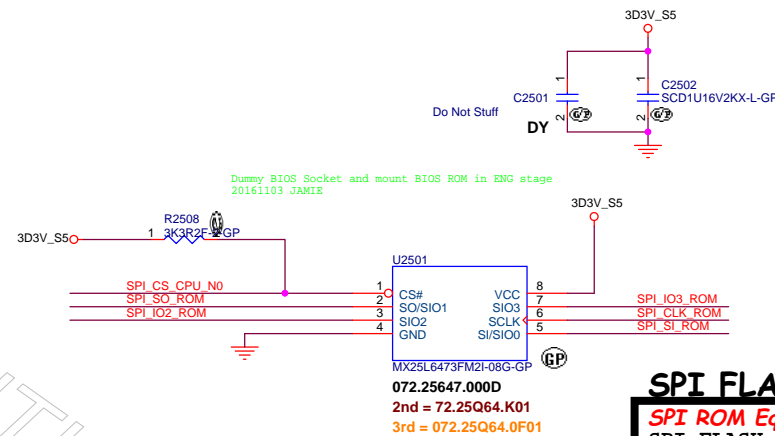 3D3V_S5
1
1
C2501
C2502
SCD1U16V2KX-L-GP
Do Not Stuff
DY
2
2
G/P
G/P
Dummy BIOS Socket and mount BIOS ROM in ENG stage
20161103 JAMIE
3D3V_S5
R2508
3D3V_S5
1
U2501
SPI_CS_CPU_N0
1
CS#
VCC
8
SPI_SO_ROM
2
SO/SIO1
SIO3
7
SPI_IO3_ROM
SPI_IO2_ROM
3
SIO2
SCLK
6
SPI_CLK_ROM
4
GND
SI/SIO0
5
SPI_SI_ROM
MX25L6473FM2I-08G-GP
GP
072.25647.000D
2nd = 72.25Q64.K01
3rd = 072.25Q64.0F01
SPI FLA
SPI ROM Eq